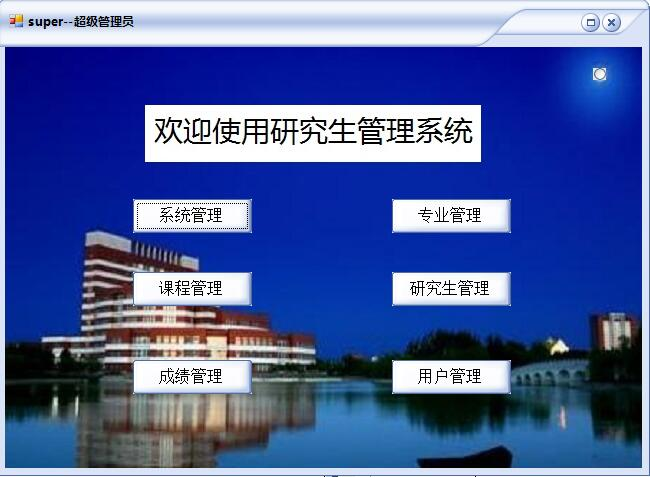 super--超级管理员
欢迎使用研究生管理系统
系统管理
专业管理
课程管理
研究生管理
成绩管理
用户管理